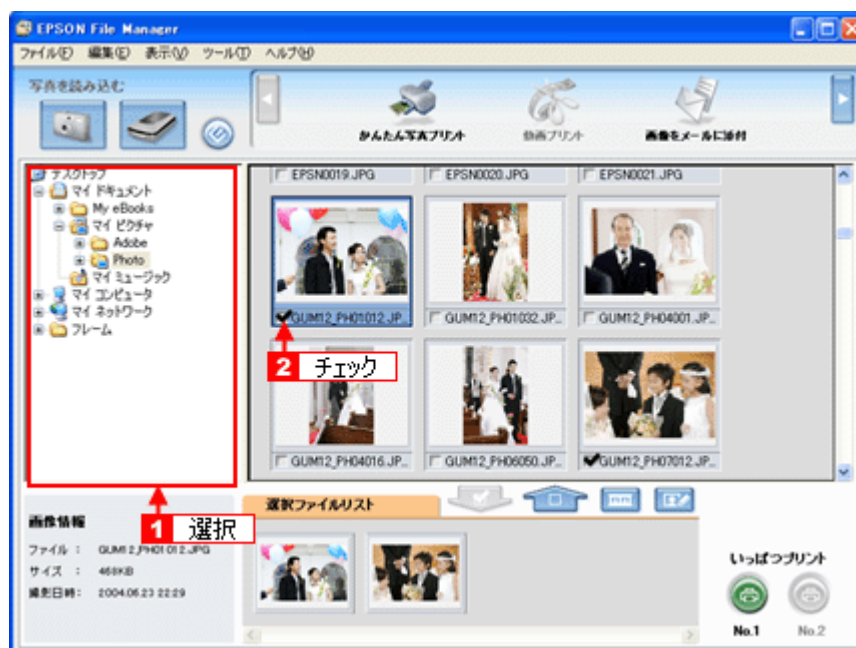 EPSON File Manager
ファイル(F) 編集(E) 表示(V) ツール(T) ヘルプ(H)
写真を読み込む
かんたん写真プリント 動画プリント 画像をメールに添付
デスクトップ
マイ ドキュメント
My eBooks
マイ ピクチャ
Adobe
Photo
マイ ミュージック
マイ コンピュータ
マイ ネットワーク
フレーム
EPSN0019.JPG EPSN0020.JPG EPSN0021.JPG
GUM12_PH01012.JP... GUM12_PH01032.JP... GUM12_PH04001.JP...
2 チェック
GUM12_PH04016.JP... GUM12_PH06050.JP... GUM12_PH07012.JP...
1 選択
選択ファイルリスト
画像情報
ファイル : GUM12_PH01012.JPG
サイズ : 468KB
撮影日時: 2004.06.23 22:29
いっぱつプリント
No.1 No.2